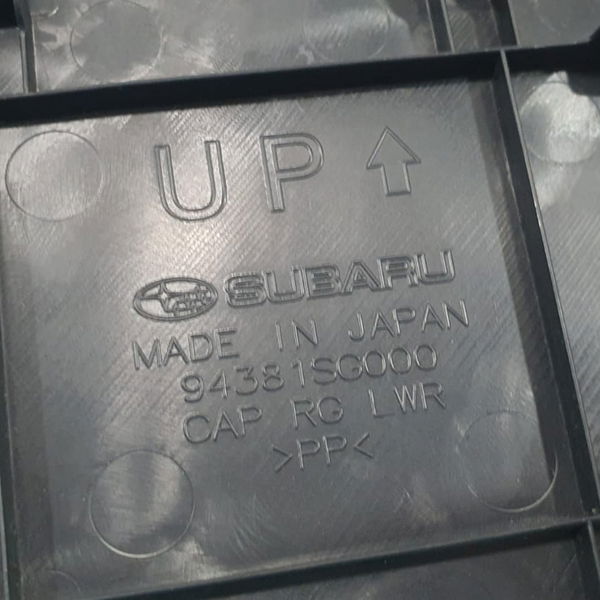 UP
SUBARU
MADE IN JAPAN
94381SG000
CAP RG LWR
>PP<